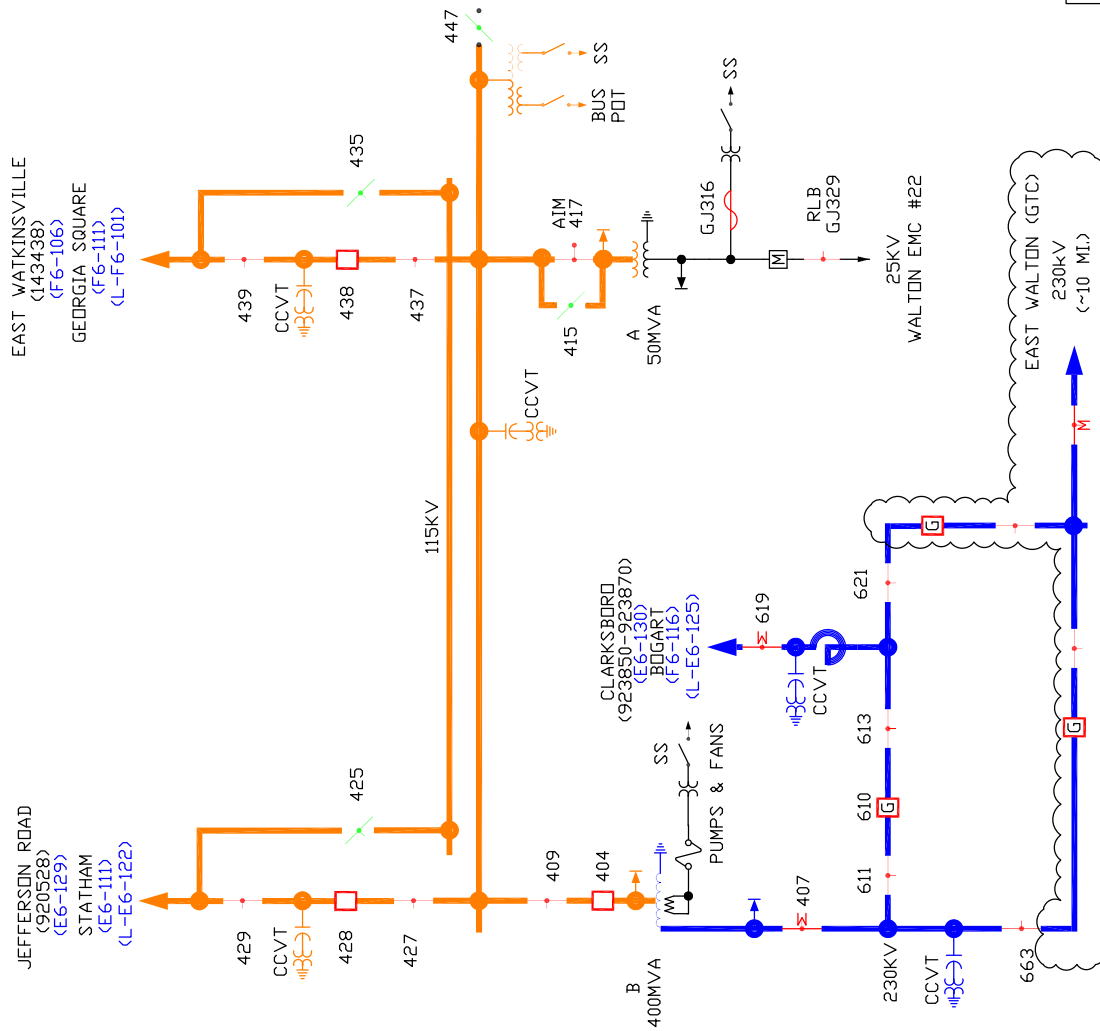 447
SS
BUS
POT
EAST WATKINSVILLE
(143438)
(F6-106)
GEORGIA SQUARE
(F6-111)
(L-F6-101)
435
439
CCVT
438
437
AIM
417
415
A
50MVA
GJ316
SS
M
RLB
GJ329
25KV
WALTON EMC #22
CCVT
115KV
JEFFERSON ROAD
(920528)
(E6-129)
STATHAM
(E6-111)
(L-E6-122)
425
429
CCVT
428
427
409
404
B
400MVA
SS
PUMPS & FANS
407
CLARKSBORO
(923850-923870)
(E6-130)
BOGART
(F6-116)
(L-E6-125)
M 619
CCVT
621
613
610
G
611
230KV
CCVT
663
M
G
G
EAST WALTON (GTC)
230KV
(~10 MI.)
M